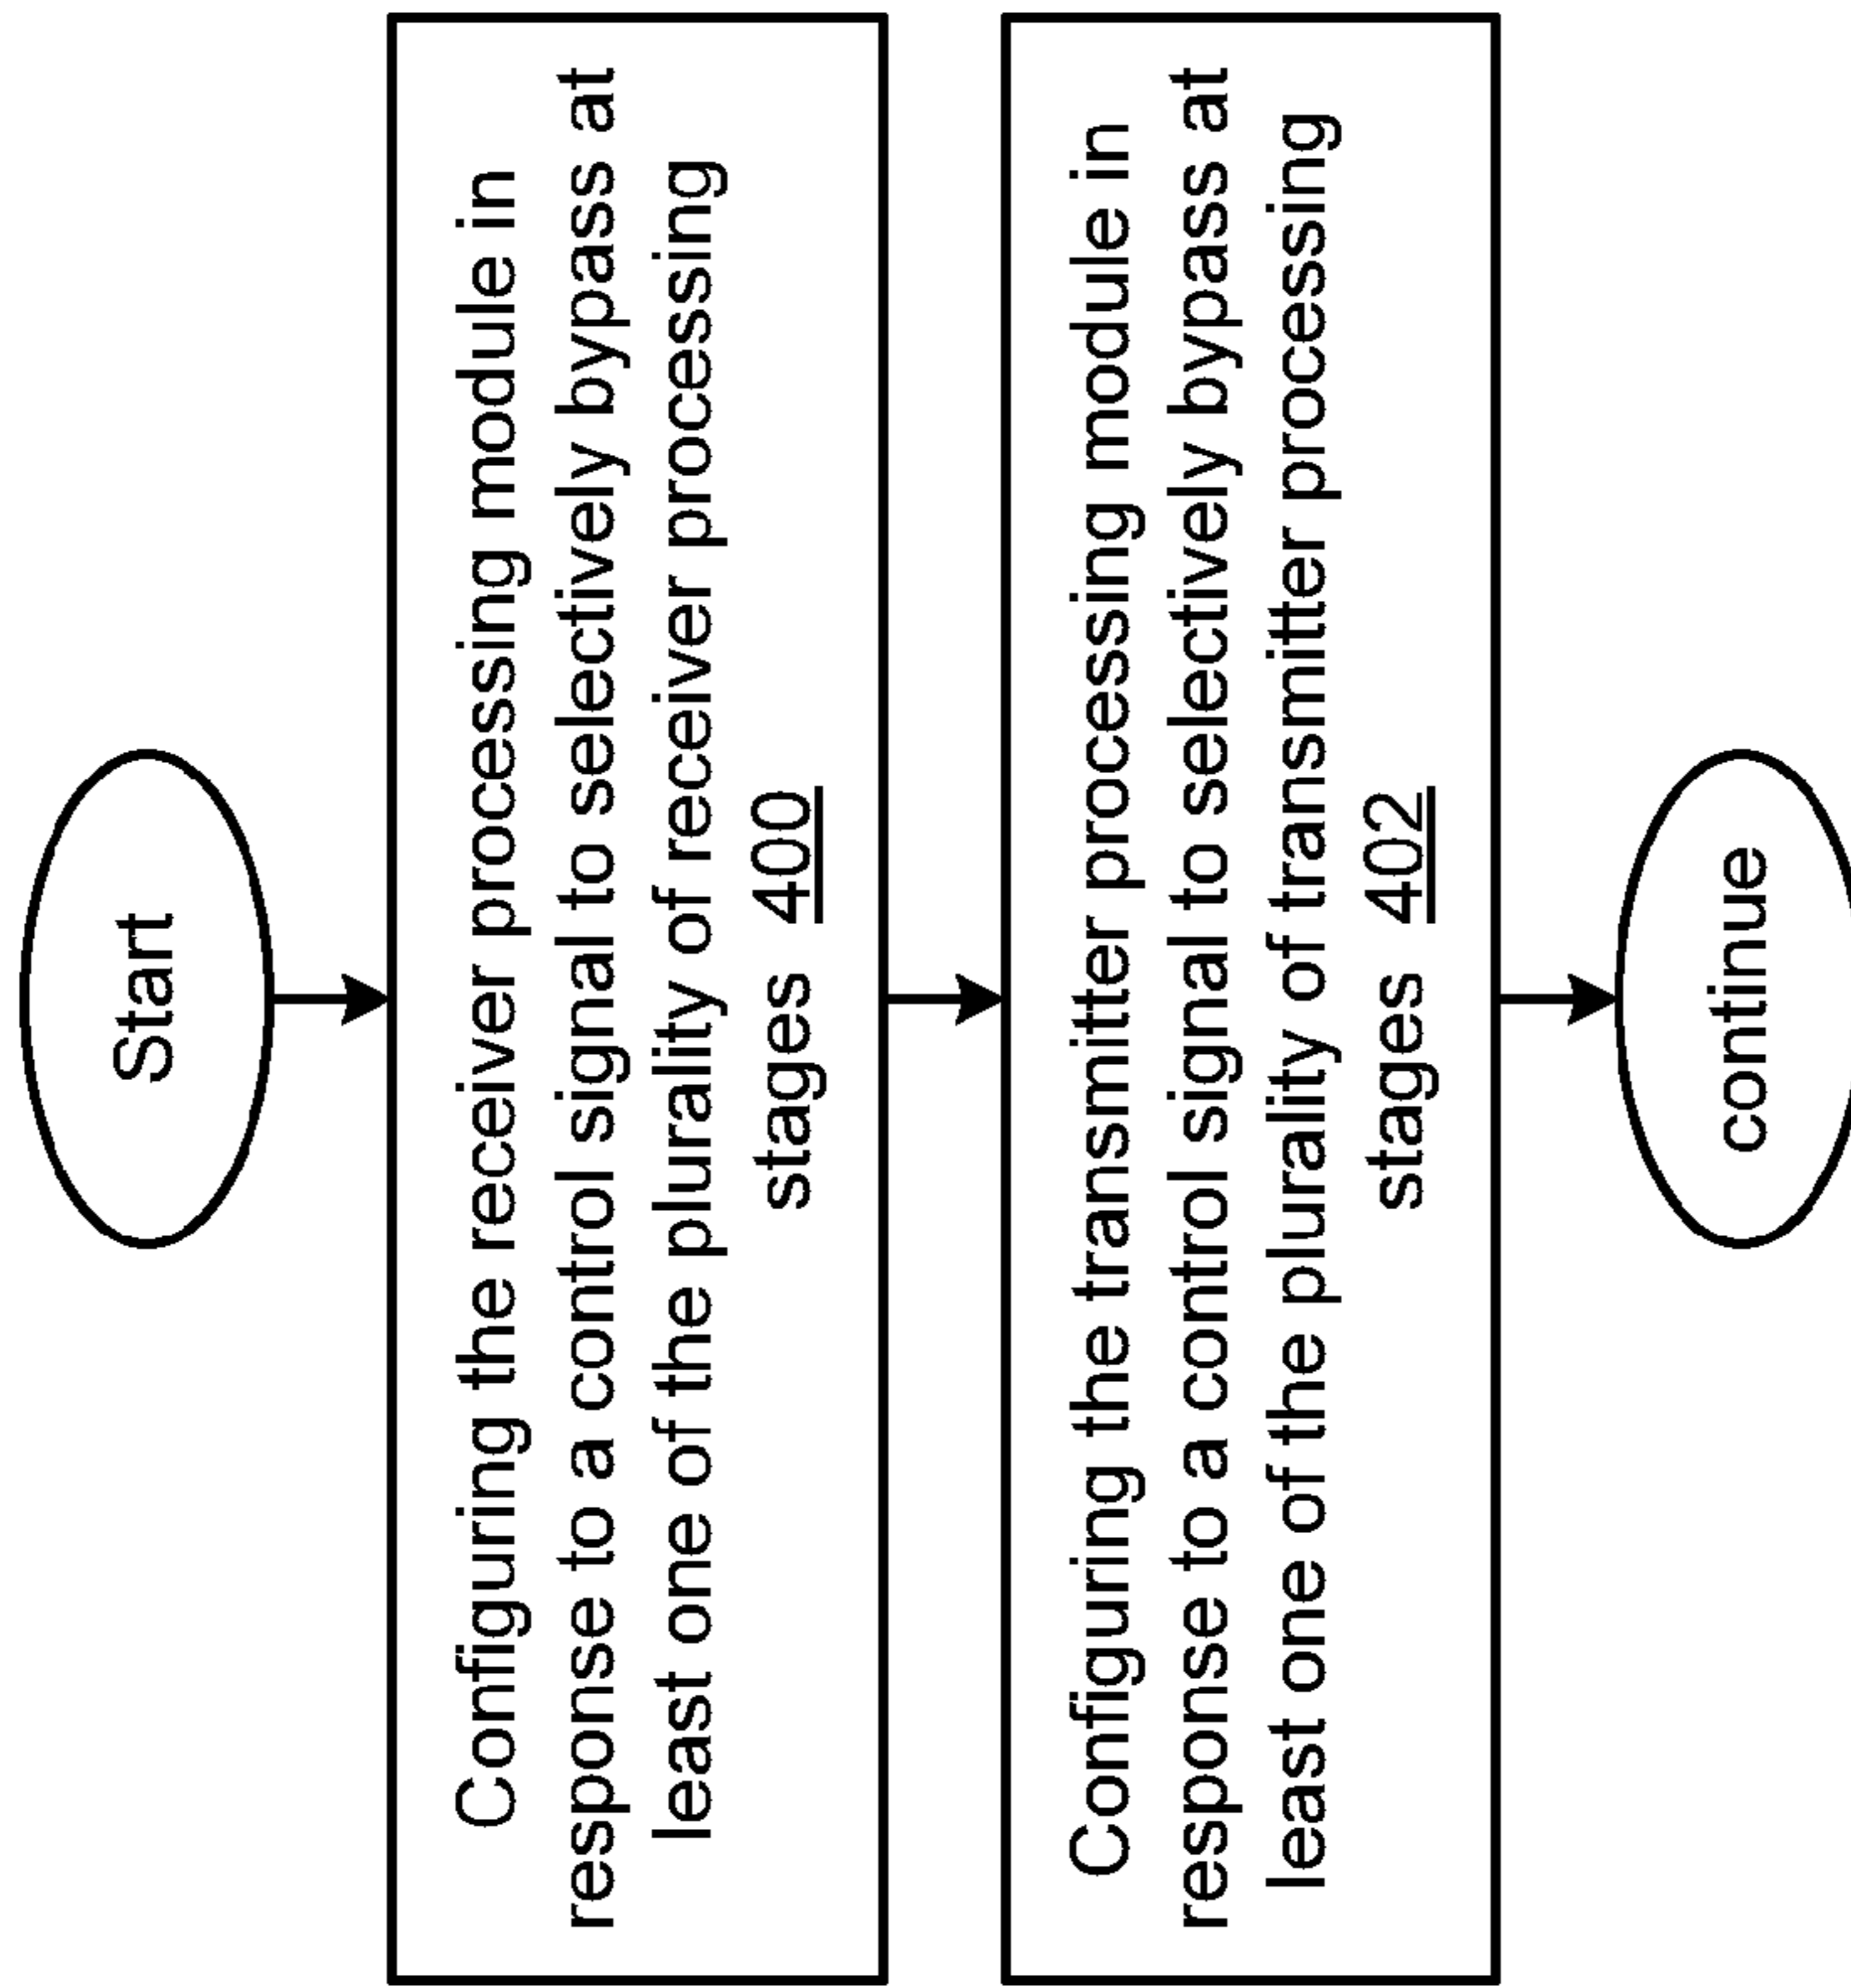 Start
Configuring the receiver processing module in
response to a control signal to selectively bypass at
least one of the plurality of receiver processing
stages 400
Configuring the transmitter processing module in
response to a control signal to selectively bypass at
least one of the plurality of transmitter processing
stages 402
continue